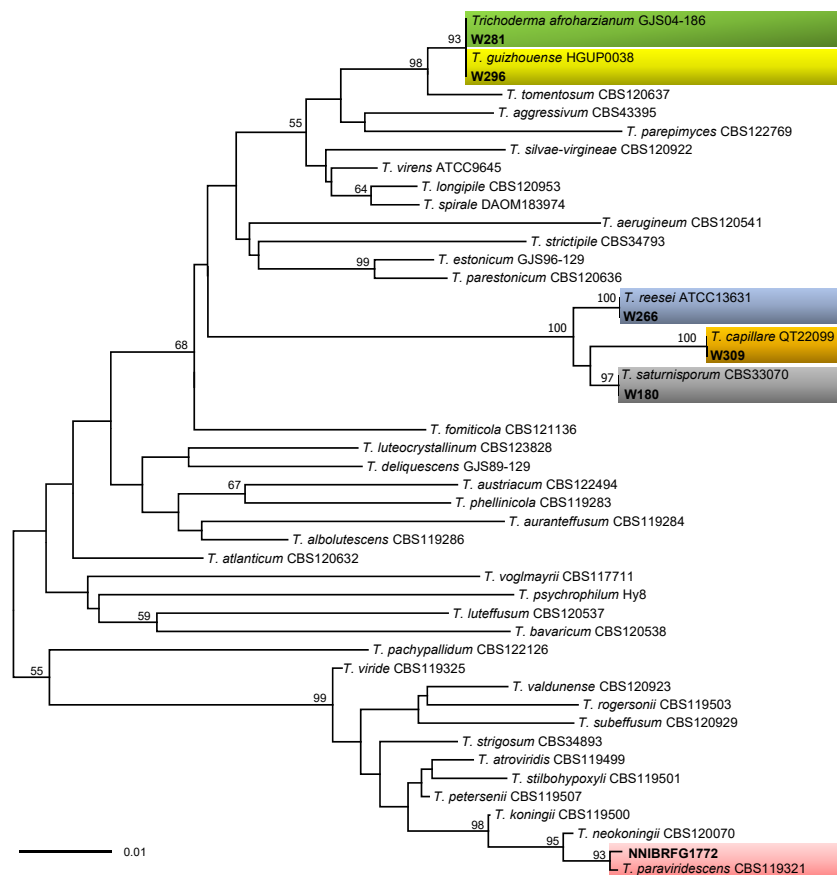 Trichoderma afroharzianum GJS04-186
93
W281
T. guizhouense HGUP0038
98
W296
T. tomentosum CBS120637
T. aggressivum CBS43395
55
T. parepimyces CBS122769
T. silvae-virgineae CBS120922
T. virens ATCC9645
64
T. longipile CBS120953
T. spirale DAOM183974
T. aerugineum CBS120541
T. strictipile CBS34793
99
T. estonicum GJS96-129
T. parestonicum CBS120636
100
T. reesei ATCC13631
W266
100
100
T. capillare QT22099
68
W309
97
T. saturnisporum CBS33070
W180
T. fomiticola CBS121136
T. luteocrystallinum CBS123828
T. deliquescens GJS89-129
67
T. austriacum CBS122494
T. phellinicola CBS119283
T. auranteffusum CBS119284
T. albolutescens CBS119286
T. atlanticum CBS120632
T. voglmayrii CBS117711
T. psychrophilum Hy8
59
T. luteffusum CBS120537
T. bavaricum CBS120538
T. pachypallidum CBS122126
55
T. viride CBS119325
T. valdunense CBS120923
99
T. rogersonii CBS119503
T. subeffusum CBS120929
T. strigosum CBS34893
T. atroviridis CBS119499
T. stilbohypoxyli CBS119501
T. petersenii CBS119507
T. koningii CBS119500
98
T. neokoningii CBS120070
95
0.01
93
NNIBRFG1772
T. paraviridescens CBS119321